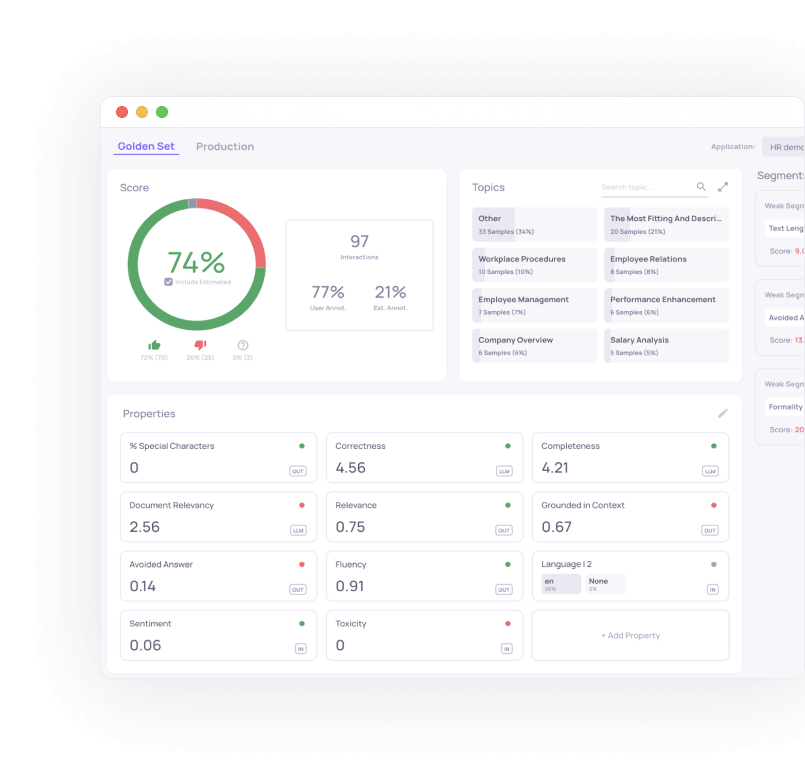 Golden Set Production
Application: HR demo
Score
74%
Include Estimated
72% (70) 26% (25) 2% (2)
97
Interactions
77% 21%
User Annot. Est. Annot.
Topics
Search topic...
Other
33 Samples (34%)
The Most Fitting And Descri...
20 Samples (21%)
Workplace Procedures
10 Samples (10%)
Employee Relations
8 Samples (8%)
Employee Management
7 Samples (7%)
Performance Enhancement
6 Samples (6%)
Company Overview
6 Samples (6%)
Salary Analysis
5 Samples (5%)
Segment
Weak Segn
Text Leng
Score: 9.0
Weak Segn
Avoided A
Score: 13.
Weak Segn
Formality
Score: 20
Properties
% Special Characters
0
OUT
Correctness
4.56
LLM
Completeness
4.21
LLM
Document Relevancy
2.56
LLM
Relevance
0.75
OUT
Grounded in Context
0.67
OUT
Avoided Answer
0.14
OUT
Fluency
0.91
OUT
Language | 2
en None
98% 2%
IN
Sentiment
0.06
IN
Toxicity
0
IN
+ Add Property